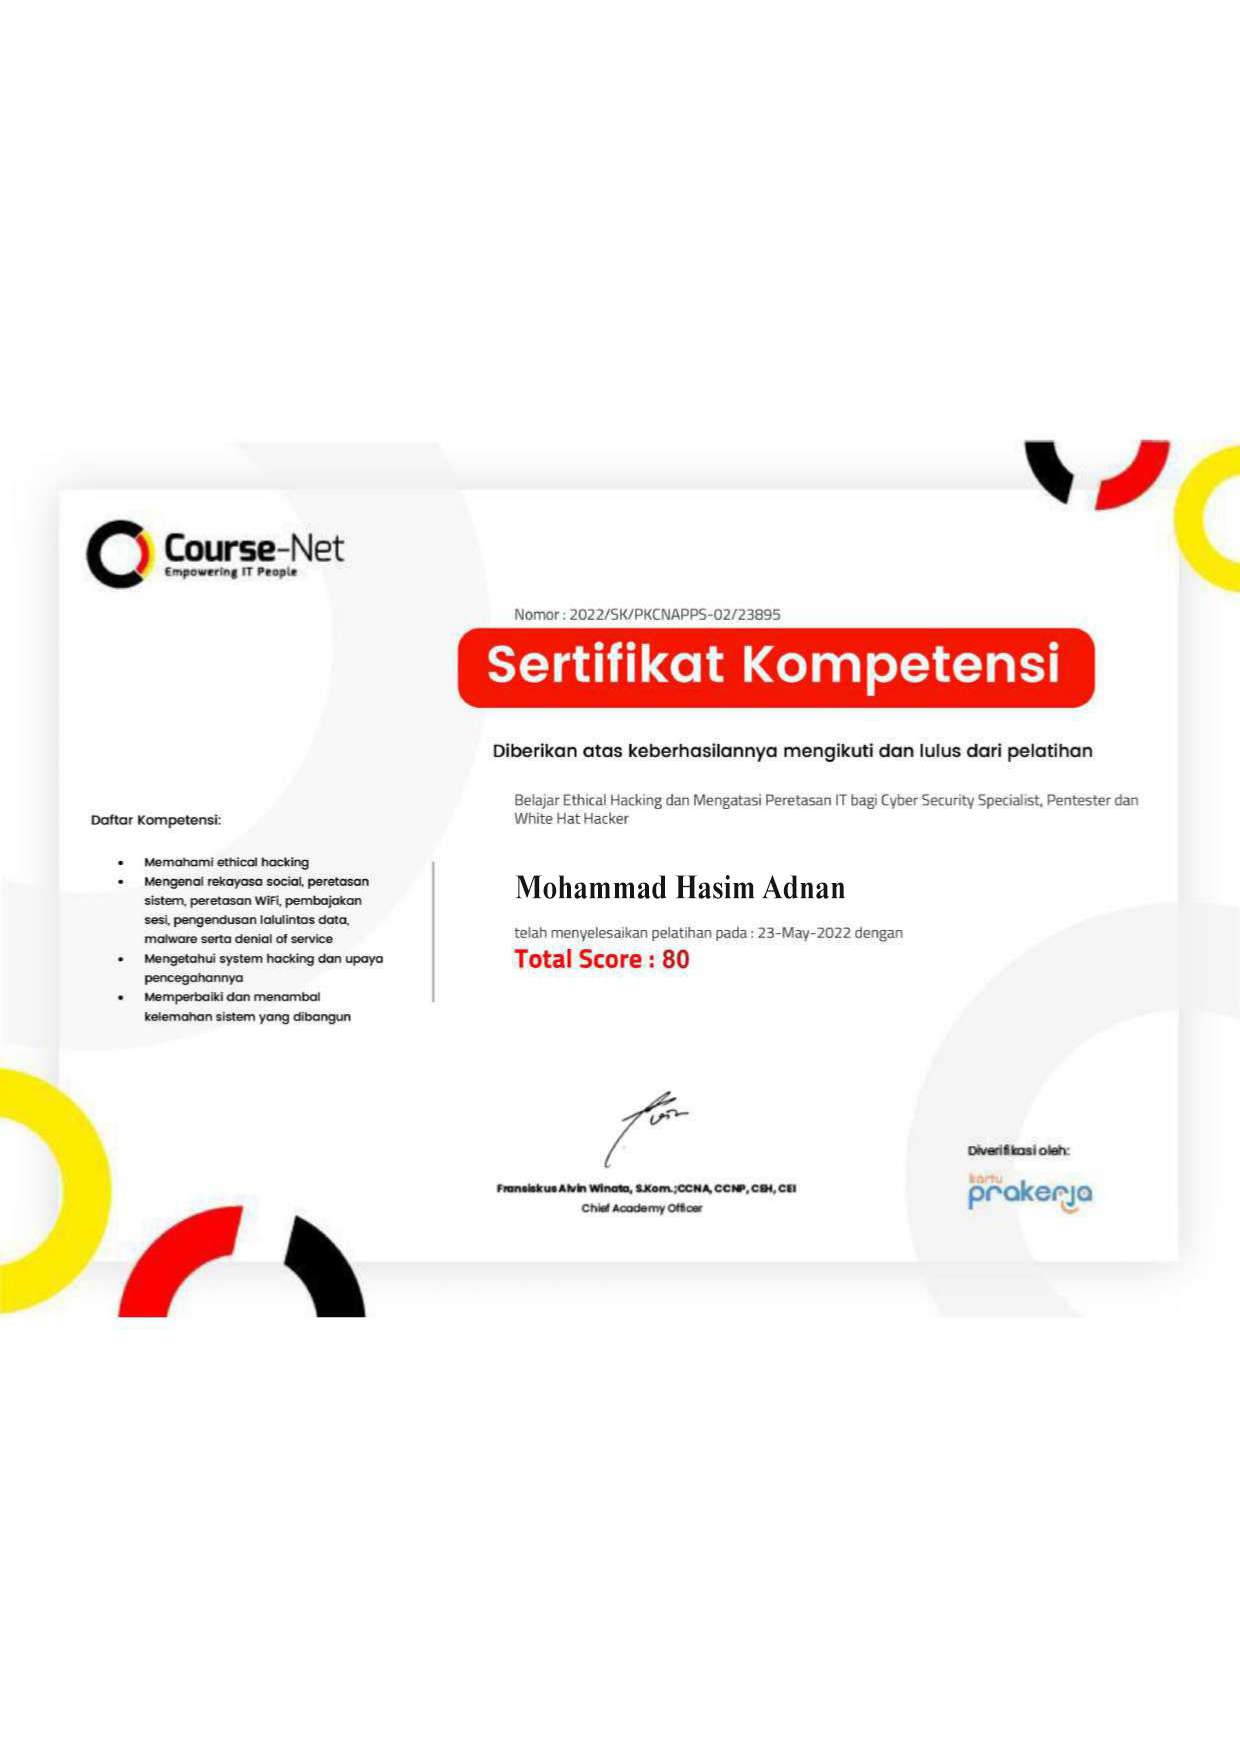 Course-Net
Empowering IT People
Nomor : 2022/SK/PKCNAPPS-02/23895
Sertifikat Kompetensi
Diberikan atas keberhasilannya mengikuti dan lulus dari pelatihan
Belajar Ethical Hacking dan Mengatasi Peretasan IT bagi Cyber Security Specialist, Pentester dan
White Hat Hacker
Mohammad Hasim Adnan
telah menyelesaikan pelatihan pada : 23-May-2022 dengan
Total Score : 80
Daftar Kompetensi:
• Memahami ethical hacking
• Mengenal rekayasa social, peretasan
sistem, peretasan WiFi, pembajakan
sesi, pengendusan lalulintas data,
malware serta denial of service
• Mengetahui system hacking dan upaya
pencegahannya
• Memperbaiki dan menambal
kelemahan sistem yang dibangun
Fransiskus Alvin Winata, S.Kom.;CCNA, CCNP, CEH, CEI
Chief Academy Officer
Diverifikasi oleh:
kartu
prakerja